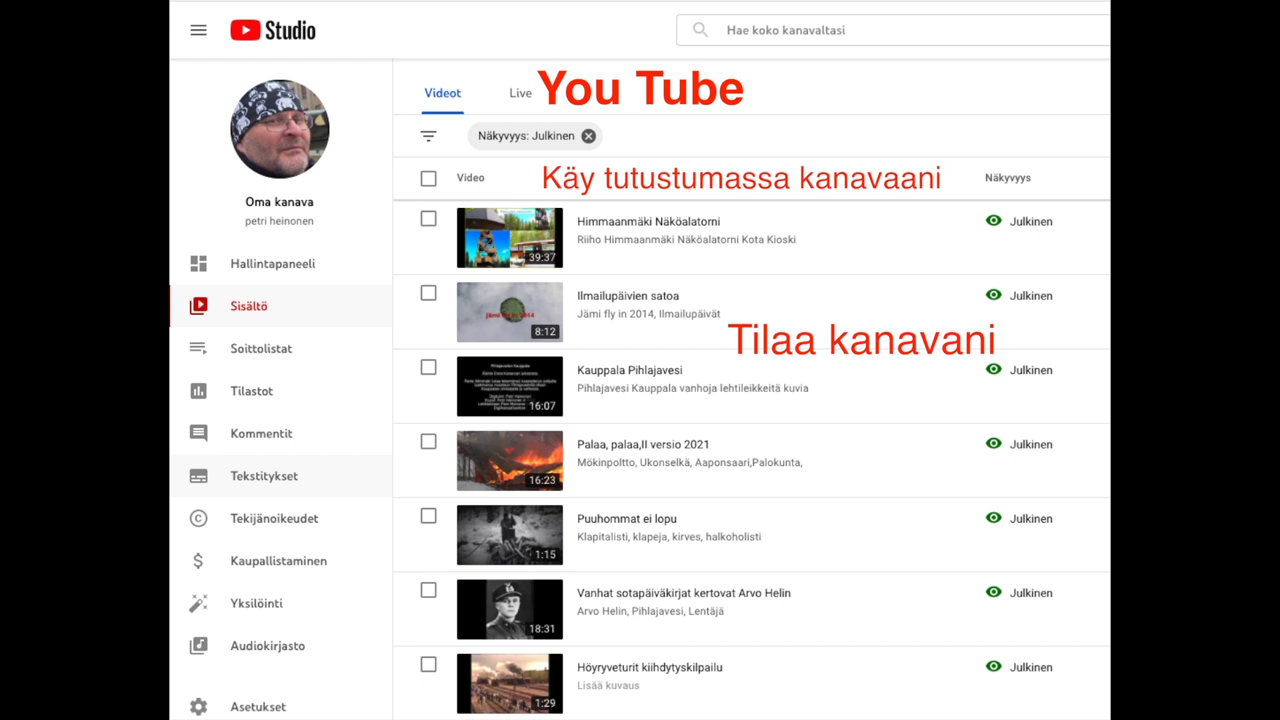 Studio
Hae koko kanavaltasi
Oma kanava
petri heinonen
Hallintapaneeli
Sisältö
Soittolistat
Tilastot
Kommentit
Tekstitykset
Tekijänoikeudet
Kaupallistaminen
Yksilöinti
Audiokirjasto
Asetukset
Videot Live You Tube
Näkyvyys: Julkinen
Video Käy tutustumassa kanavaani Näkyvyys
Himmaanmäki Näköalatorni Julkinen
Riiho Himmaanmäki Näköalatorni Kota Kioski
39:37
Ilmailupäivien satoa Julkinen
Jämi fly in 2014, Ilmailupäivät
Jämi fly in 2014
8:12
Tilaa kanavani
Kauppala Pihlajavesi Julkinen
Pihlajavesi Kauppala vanhoja lehtileikkeitä kuvia
16:07
Palaa, palaa,II versio 2021 Julkinen
Mökinpoltto, Ukonselkä, Aaponsaari,Palokunta,
16:23
Puuhommat ei lopu Julkinen
Klapitalisti, klapeja, kirves, halkoholisti
1:15
Vanhat sotapäiväkirjat kertovat Arvo Helin Julkinen
Arvo Helin, Pihlajavesi, Lentäjä
18:31
Höyryveturit kiihdytyskilpailu Julkinen
Lisää kuvaus
1:29